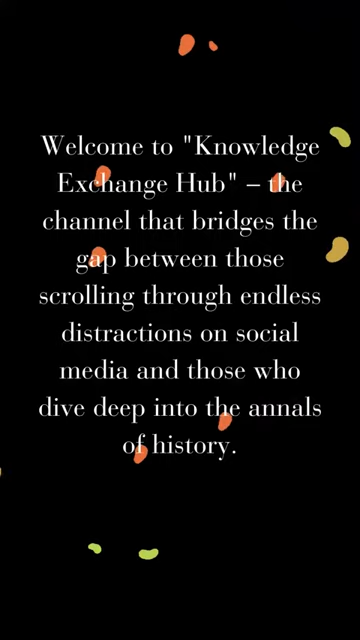 Welcome to "Knowledge
Exchange Hub" – the
channel that bridges the
gap between those
scrolling through endless
distractions on social
media and those who
dive deep into the annals
of history.